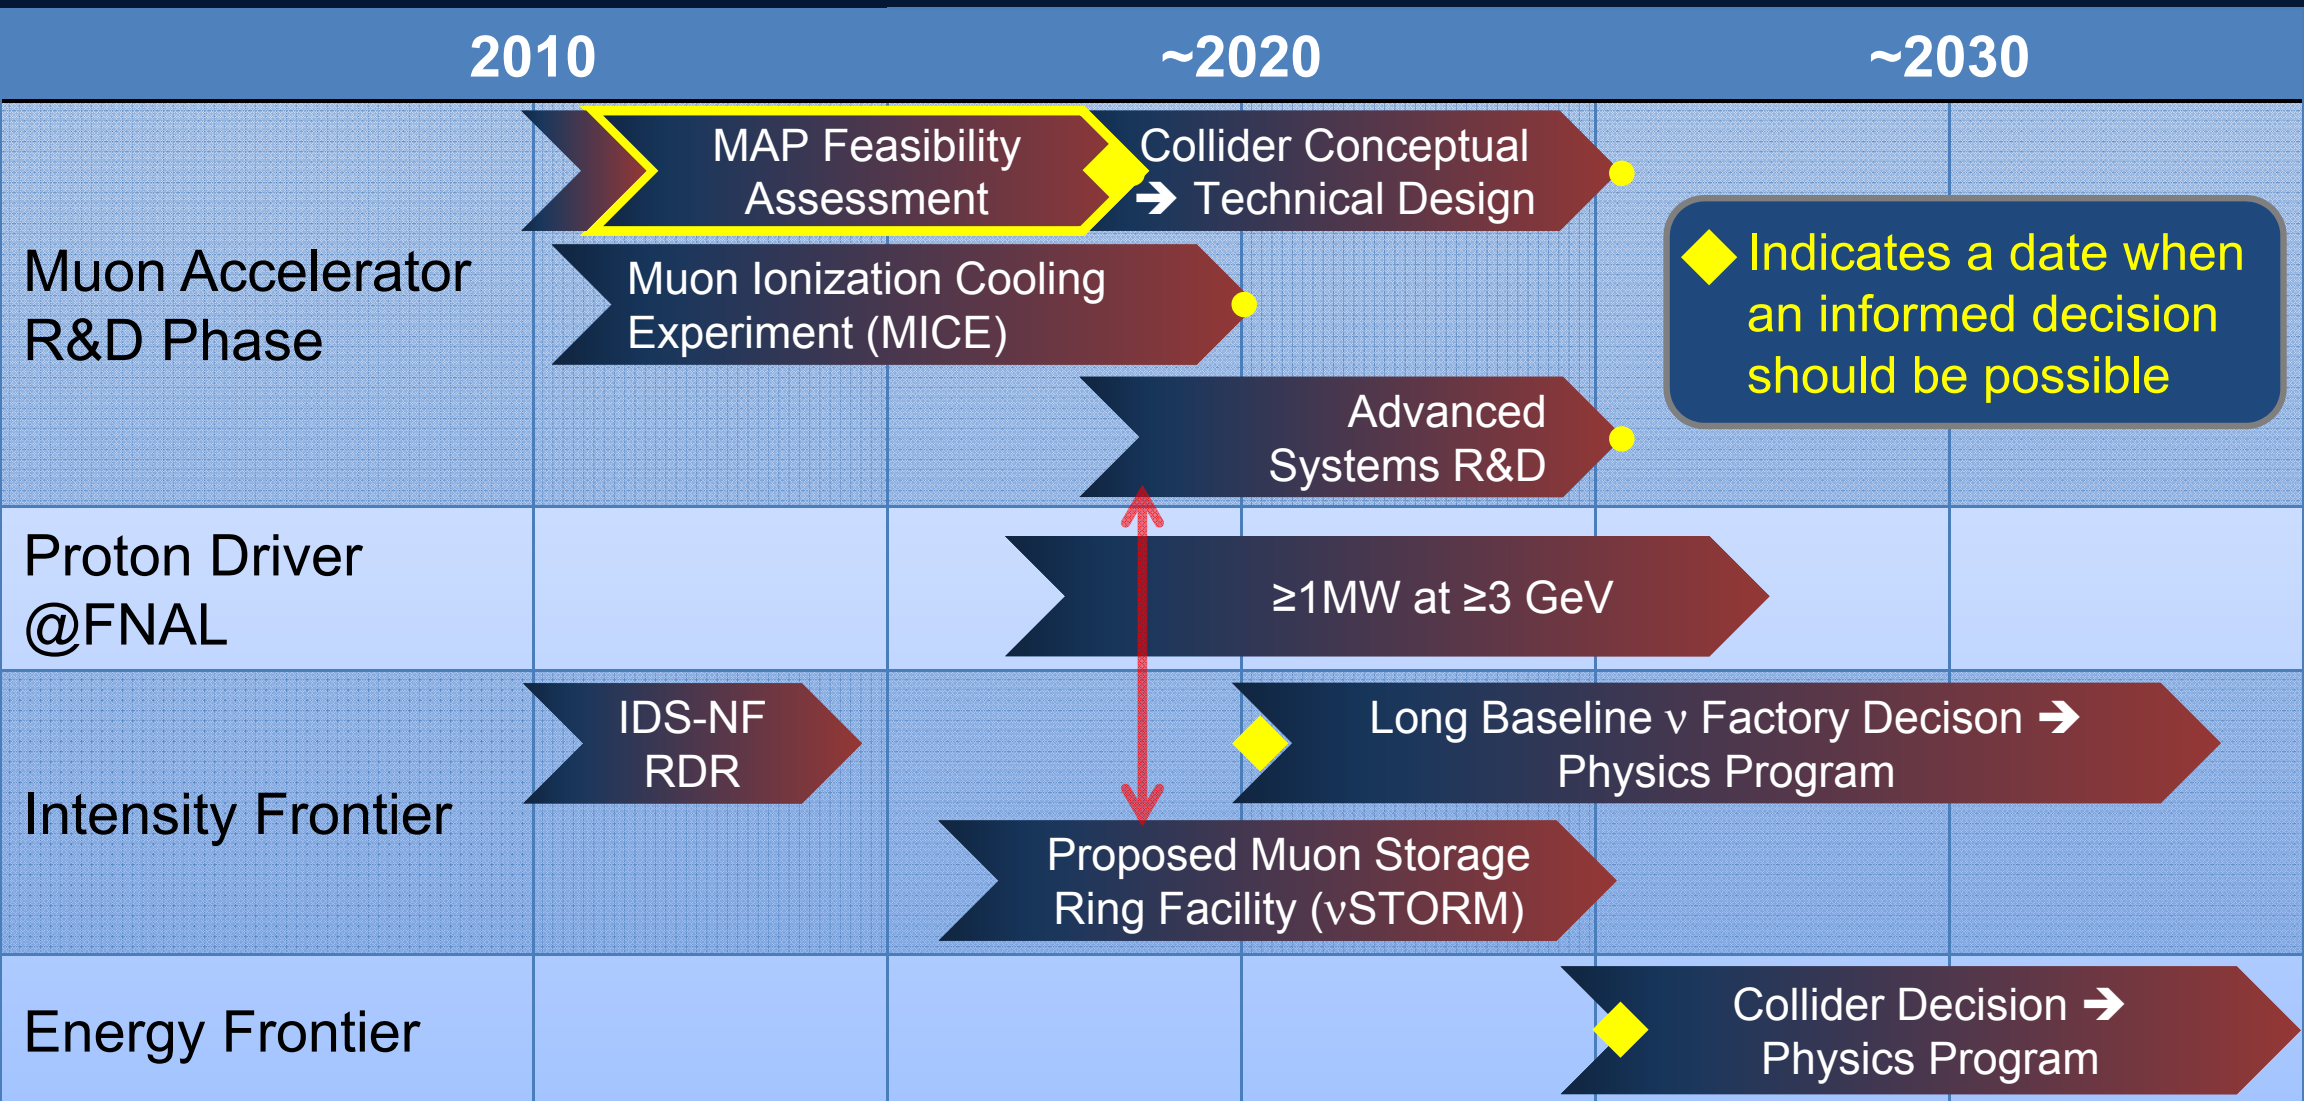 2010
~2020
~2030
Muon Accelerator
R&D Phase
MAP Feasibility
Assessment
Collider Conceptual
➔ Technical Design
Muon Ionization Cooling
Experiment (MICE)
Advanced
Systems R&D
Indicates a date when
an informed decision
should be possible
Proton Driver
@FNAL
≥1MW at ≥3 GeV
Intensity Frontier
IDS-NF
RDR
Long Baseline ν Factory Decison ➔
Physics Program
Proposed Muon Storage
Ring Facility (νSTORM)
Energy Frontier
Collider Decision ➔
Physics Program